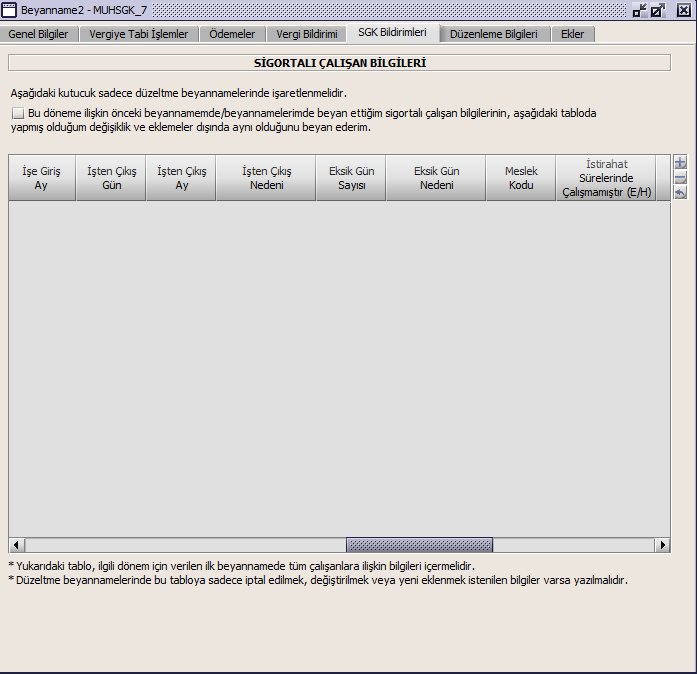 Beyanname2 - MUHSGK_7
Genel Bilgiler Vergiye Tabi İşlemler Ödemeler Vergi Bildirimi SGK Bildirimleri Düzenleme Bilgileri Ekler
SİGORTALI ÇALIŞAN BİLGİLERİ
Aşağıdaki kutucuk sadece düzeltme beyannamelerinde işaretlenmelidir.
Bu döneme ilişkin önceki beyannamemde/beyannamelerimde beyan ettiğim sigortalı çalışan bilgilerinin, aşağıdaki tabloda
yapmış olduğum değişiklik ve eklemeler dışında aynı olduğunu beyan ederim.
İşe Giriş
Ay
İşten Çıkış
Gün
İşten Çıkış
Ay
İşten Çıkış
Nedeni
Eksik Gün
Sayısı
Eksik Gün
Nedeni
Meslek
Kodu
İstirahat
Sürelerinde
Çalışmamıştır (E/H)
* Yukarıdaki tablo, ilgili dönem için verilen ilk beyannamede tüm çalışanlara ilişkin bilgileri içermelidir.
* Düzeltme beyannamelerinde bu tabloya sadece iptal edilmek, değiştirilmek veya yeni eklenmek istenilen bilgiler varsa yazılmalıdır.